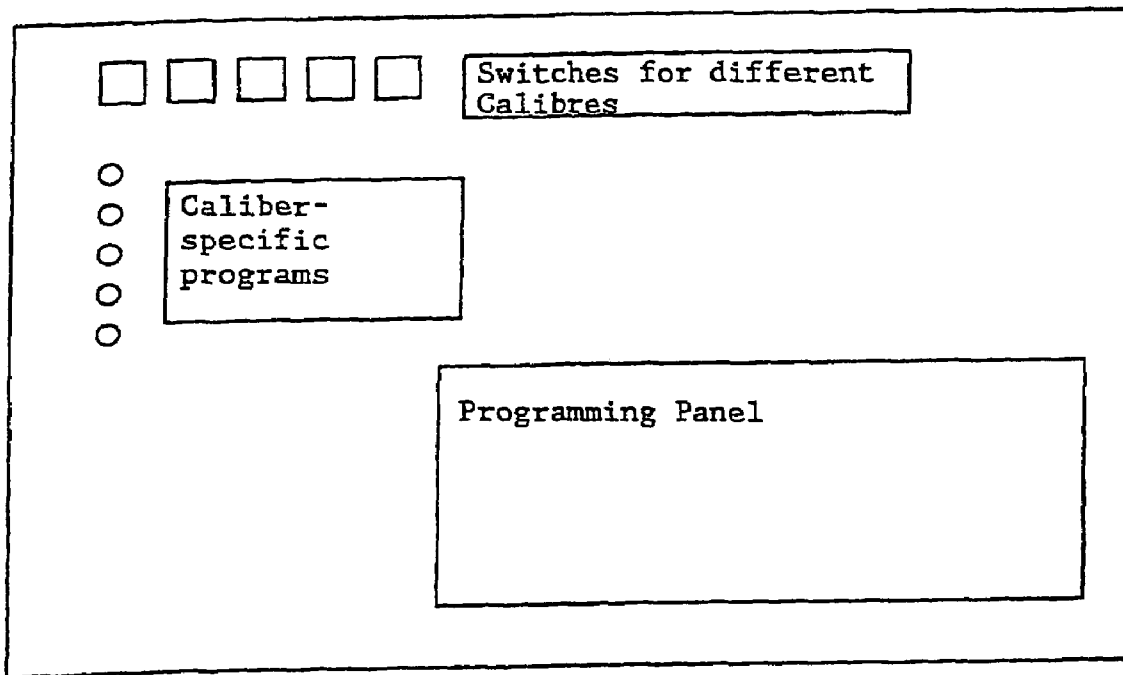 Switches for different
Calibres
Caliber-
specific
programs
Programming Panel